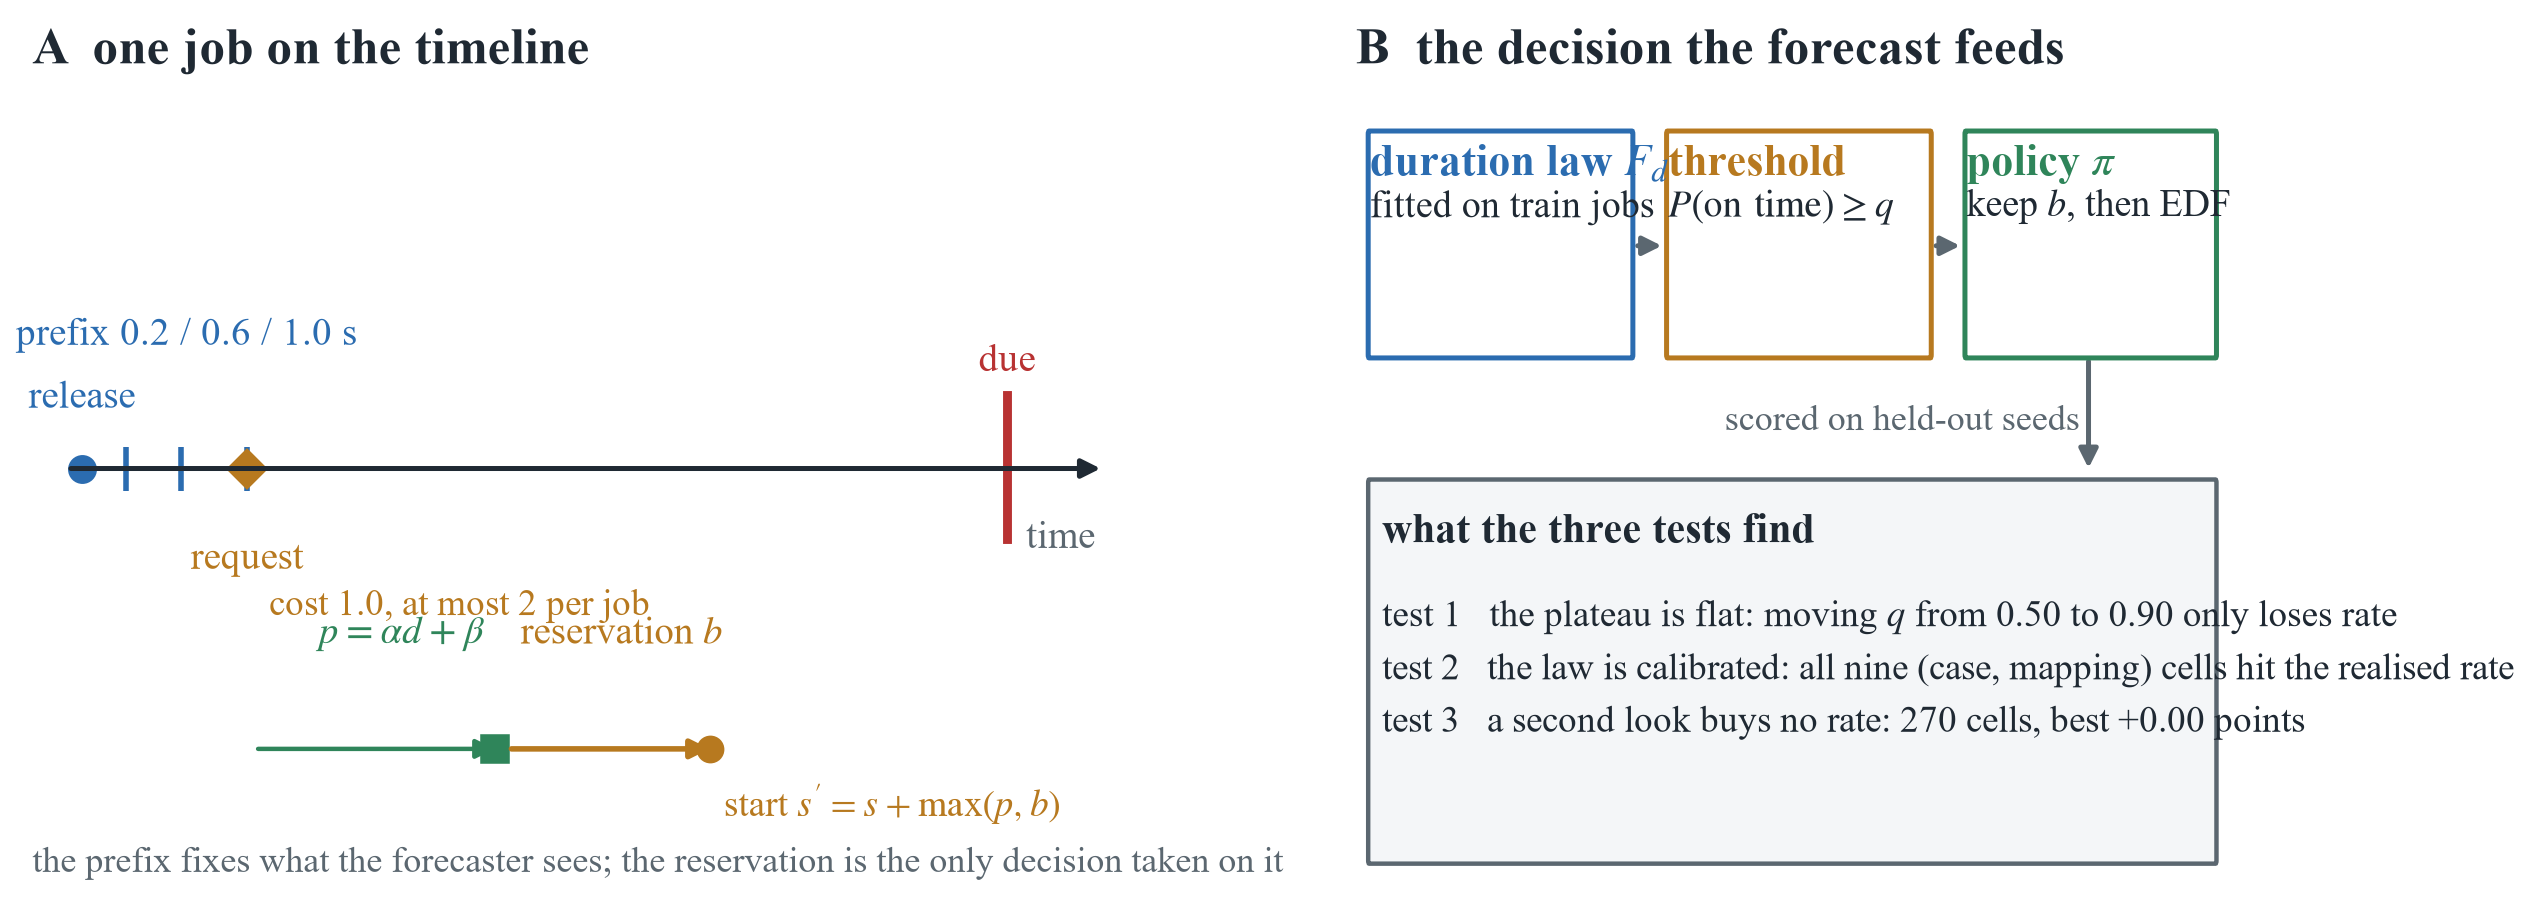 A one job on the timeline
prefix 0.2 / 0.6 / 1.0 s
release
due
time
request
cost 1.0, at most 2 per job
p = αd + β
reservation b
start s′ = s + max(p, b)
the prefix fixes what the forecaster sees; the reservation is the only decision taken on it
B the decision the forecast feeds
duration law F_d
fitted on train jobs
threshold
P(on time) ≥ q
policy π
keep b, then EDF
scored on held-out seeds
what the three tests find
test 1 the plateau is flat: moving q from 0.50 to 0.90 only loses rate
test 2 the law is calibrated: all nine (case, mapping) cells hit the realised rate
test 3 a second look buys no rate: 270 cells, best +0.00 points